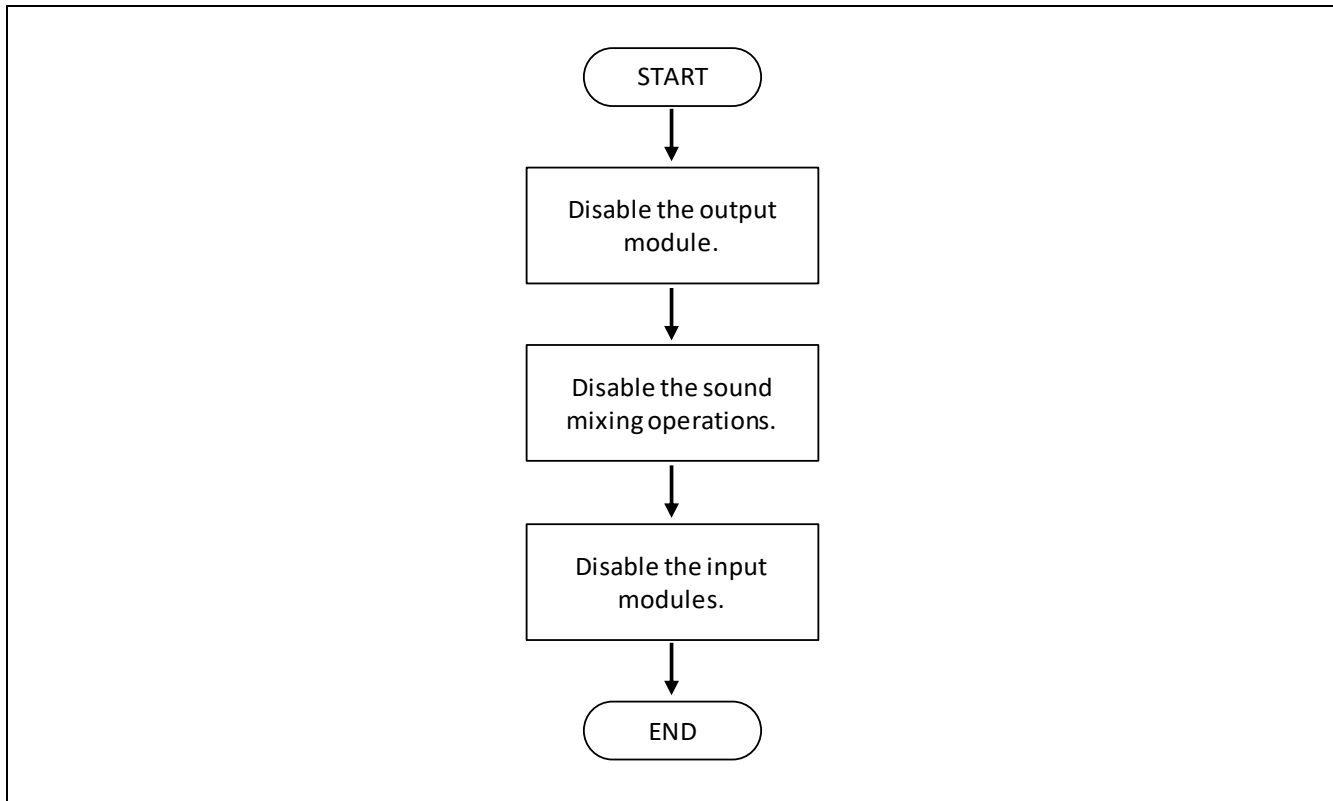 START
Disable the output
module.
Disable the sound
mixing operations.
Disable the input
modules.
END